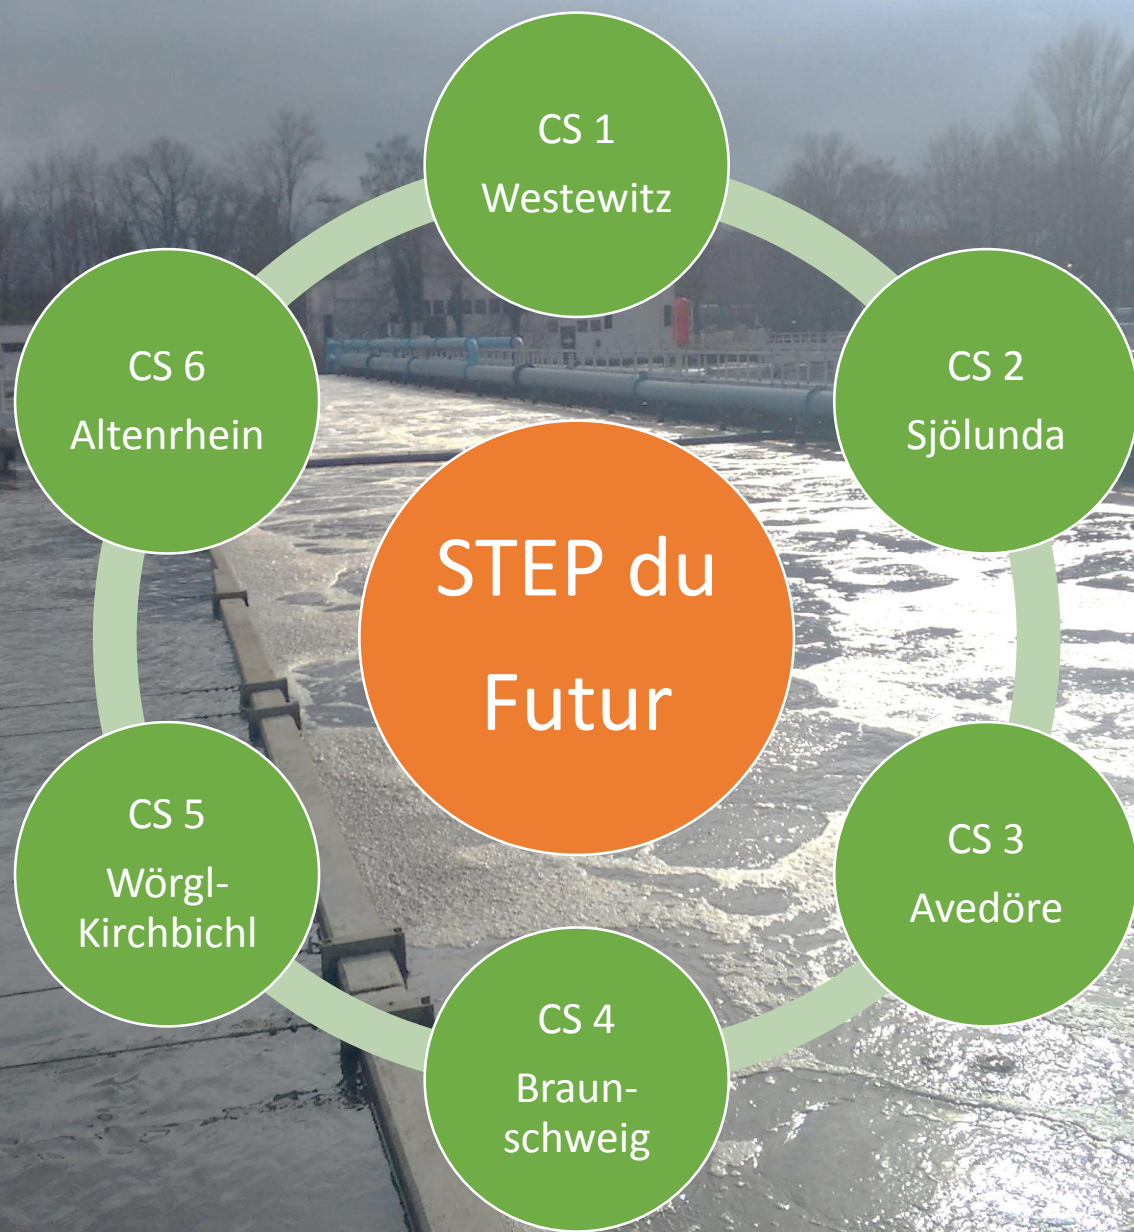 CS 1
Westewitz
CS 2
Sjölunda
CS 3
Avedöre
CS 4
Braun-
schweig
CS 5
Wörgl-
Kirchbichl
CS 6
Altenrhein
STEP du
Futur